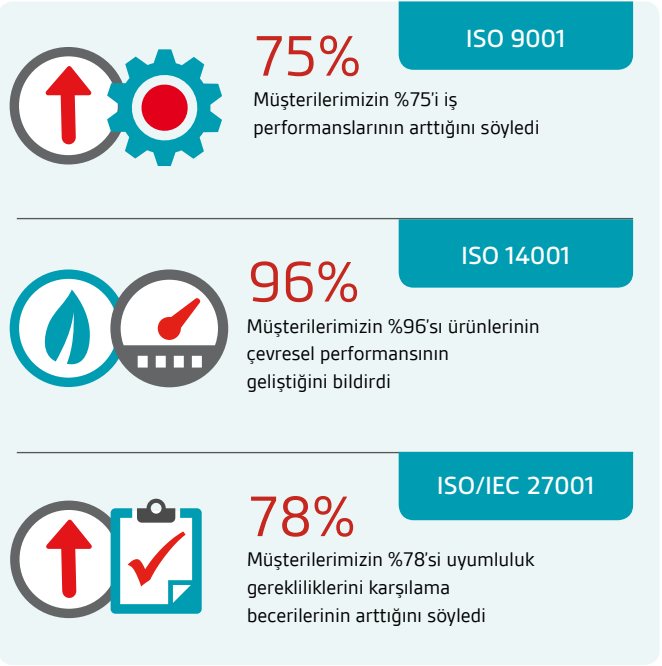 ISO 9001
75%
Müşterilerimizin %75'i iş
performanslarının arttığını söyledi
ISO 14001
96%
Müşterilerimizin %96'sı ürünlerinin
çevresel performansının
geliştiğini bildirdi
ISO/IEC 27001
78%
Müşterilerimizin %78'si uyumluluk
gerekliliklerini karşılama
becerilerinin arttığını söyledi